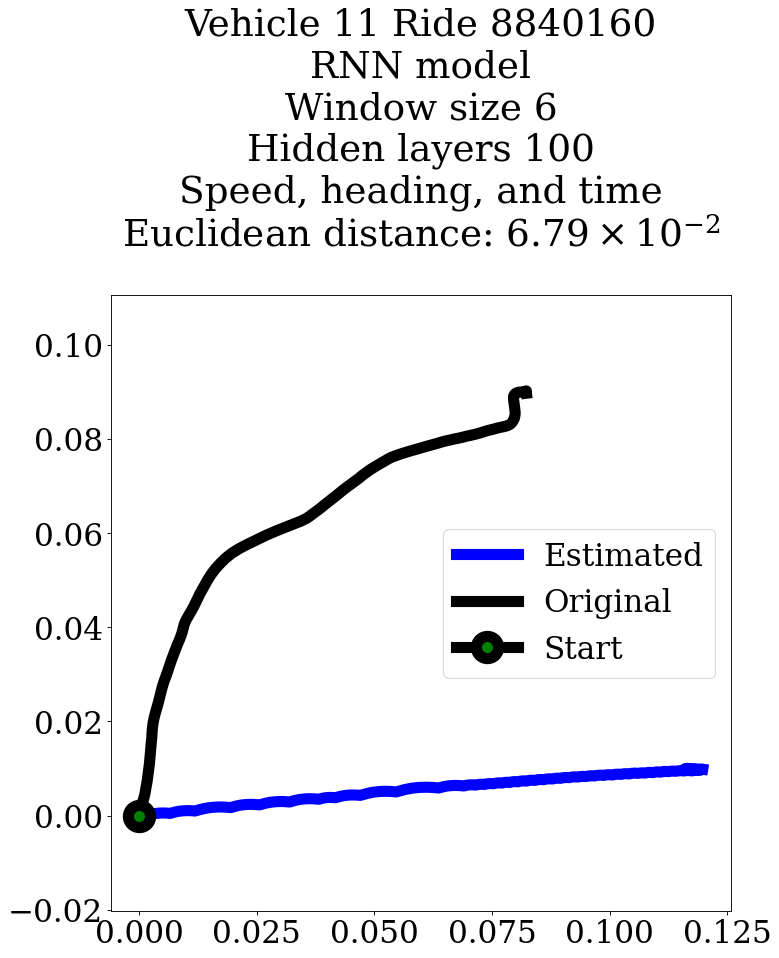 Vehicle 11 Ride 8840160
RNN model
Window size 6
Hidden layers 100
Speed, heading, and time
Euclidean distance: 6.79 × 10⁻²
0.10
0.08
0.06
0.04
0.02
0.00
−0.02
Estimated
Original
Start
0.000 0.025 0.050 0.075 0.100 0.125